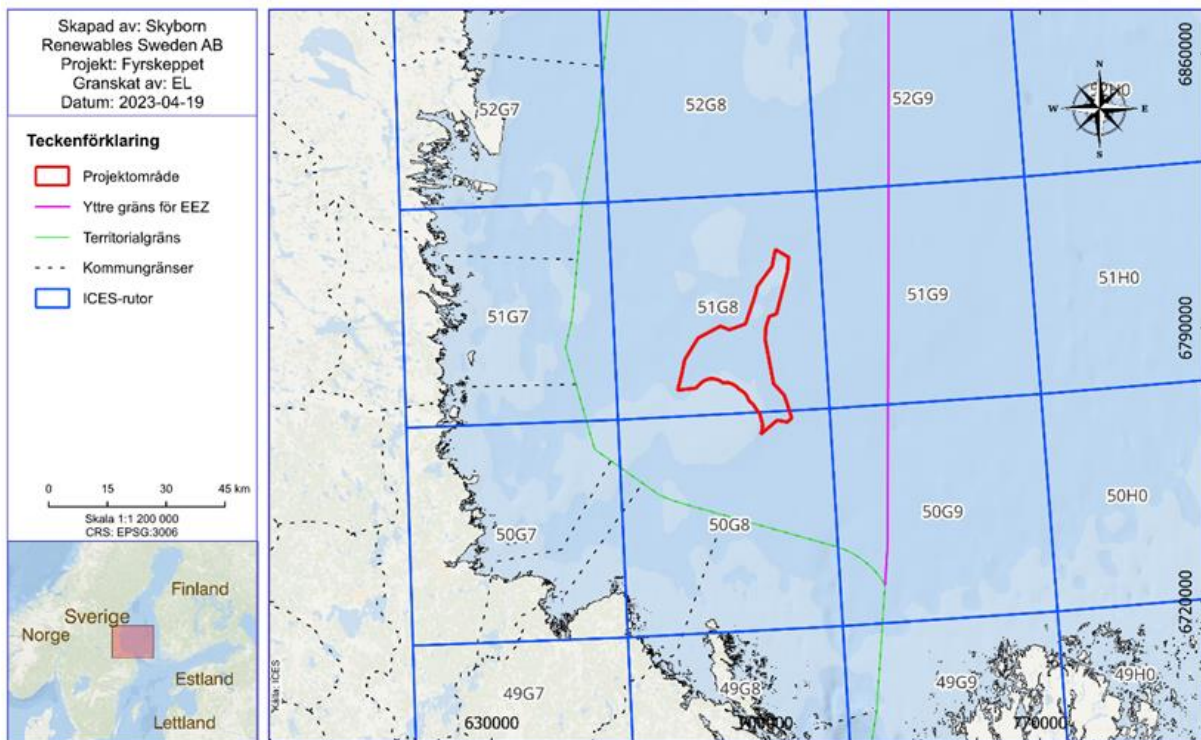 Skapad av: Skyborn
Renewables Sweden AB
Projekt: Fyrskeppet
Granskat av: EL
Datum: 2023-04-19
Teckenförklaring
Projektområde
Yttre gräns för EEZ
Territorialgräns
Kommungränser
ICES-rutor
0 15 30 45 km
Skala 1:1 200 000
CRS: EPSG:3006
Finland
Sverige
Norge
Estland
Lettland
52G7
52G8
52G9
52H0
N
W
E
S
51G7
51G8
51G9
51H0
50G7
50G8
50G9
50H0
49G7
49G8
49G9
49H0
630000
700000
770000
6860000
6790000
6720000
Källa: ICES